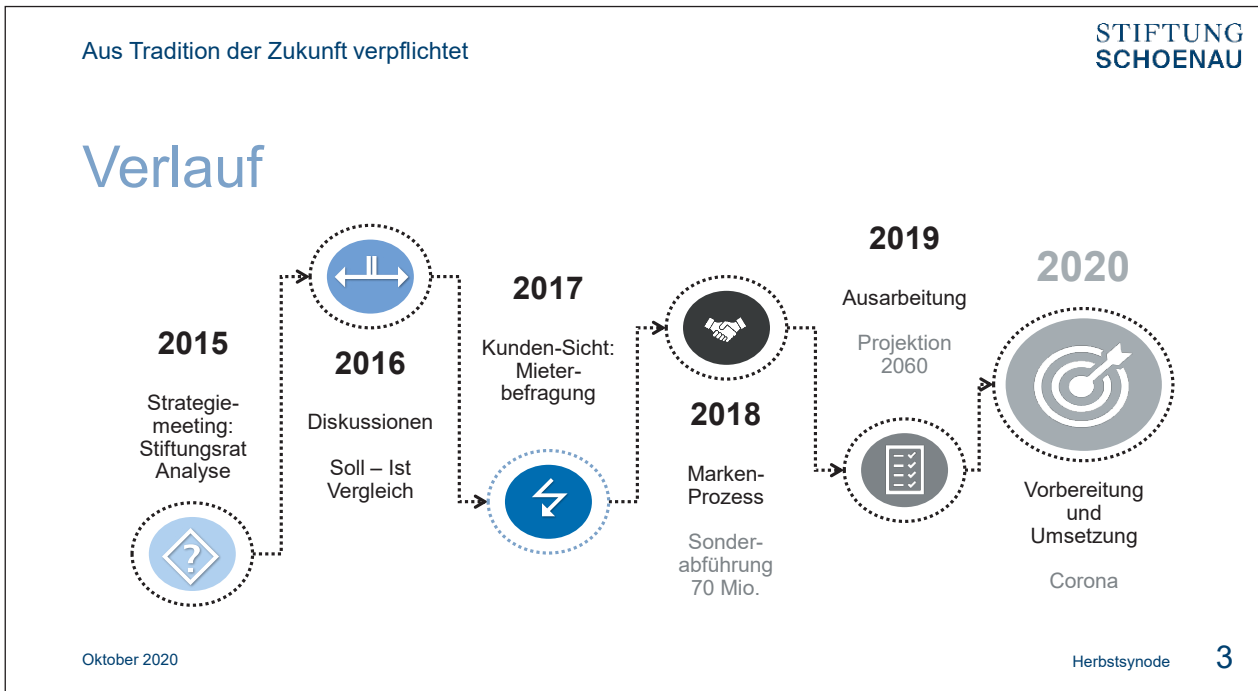 Aus Tradition der Zukunft verpflichtet
STIFTUNG
SCHOENAU
Verlauf
2015
Strategie-
meeting:
Stiftungsrat
Analyse
?
2016
Diskussionen
Soll – Ist
Vergleich
2017
Kunden-Sicht:
Mieter-
befragung
2018
Marken-
Prozess
Sonder-
abführung
70 Mio.
2019
Ausarbeitung
Projektion
2060
2020
Vorbereitung
und
Umsetzung
Corona
Oktober 2020
Herbstsynode
3